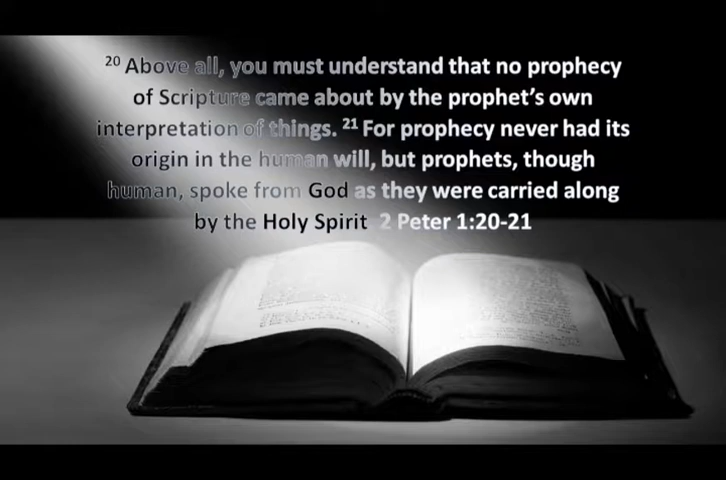 ²⁰ Above all, you must understand that no prophecy
of Scripture came about by the prophet’s own
interpretation of things. ²¹ For prophecy never had its
origin in the human will, but prophets, though
human, spoke from God as they were carried along
by the Holy Spirit 2 Peter 1:20-21